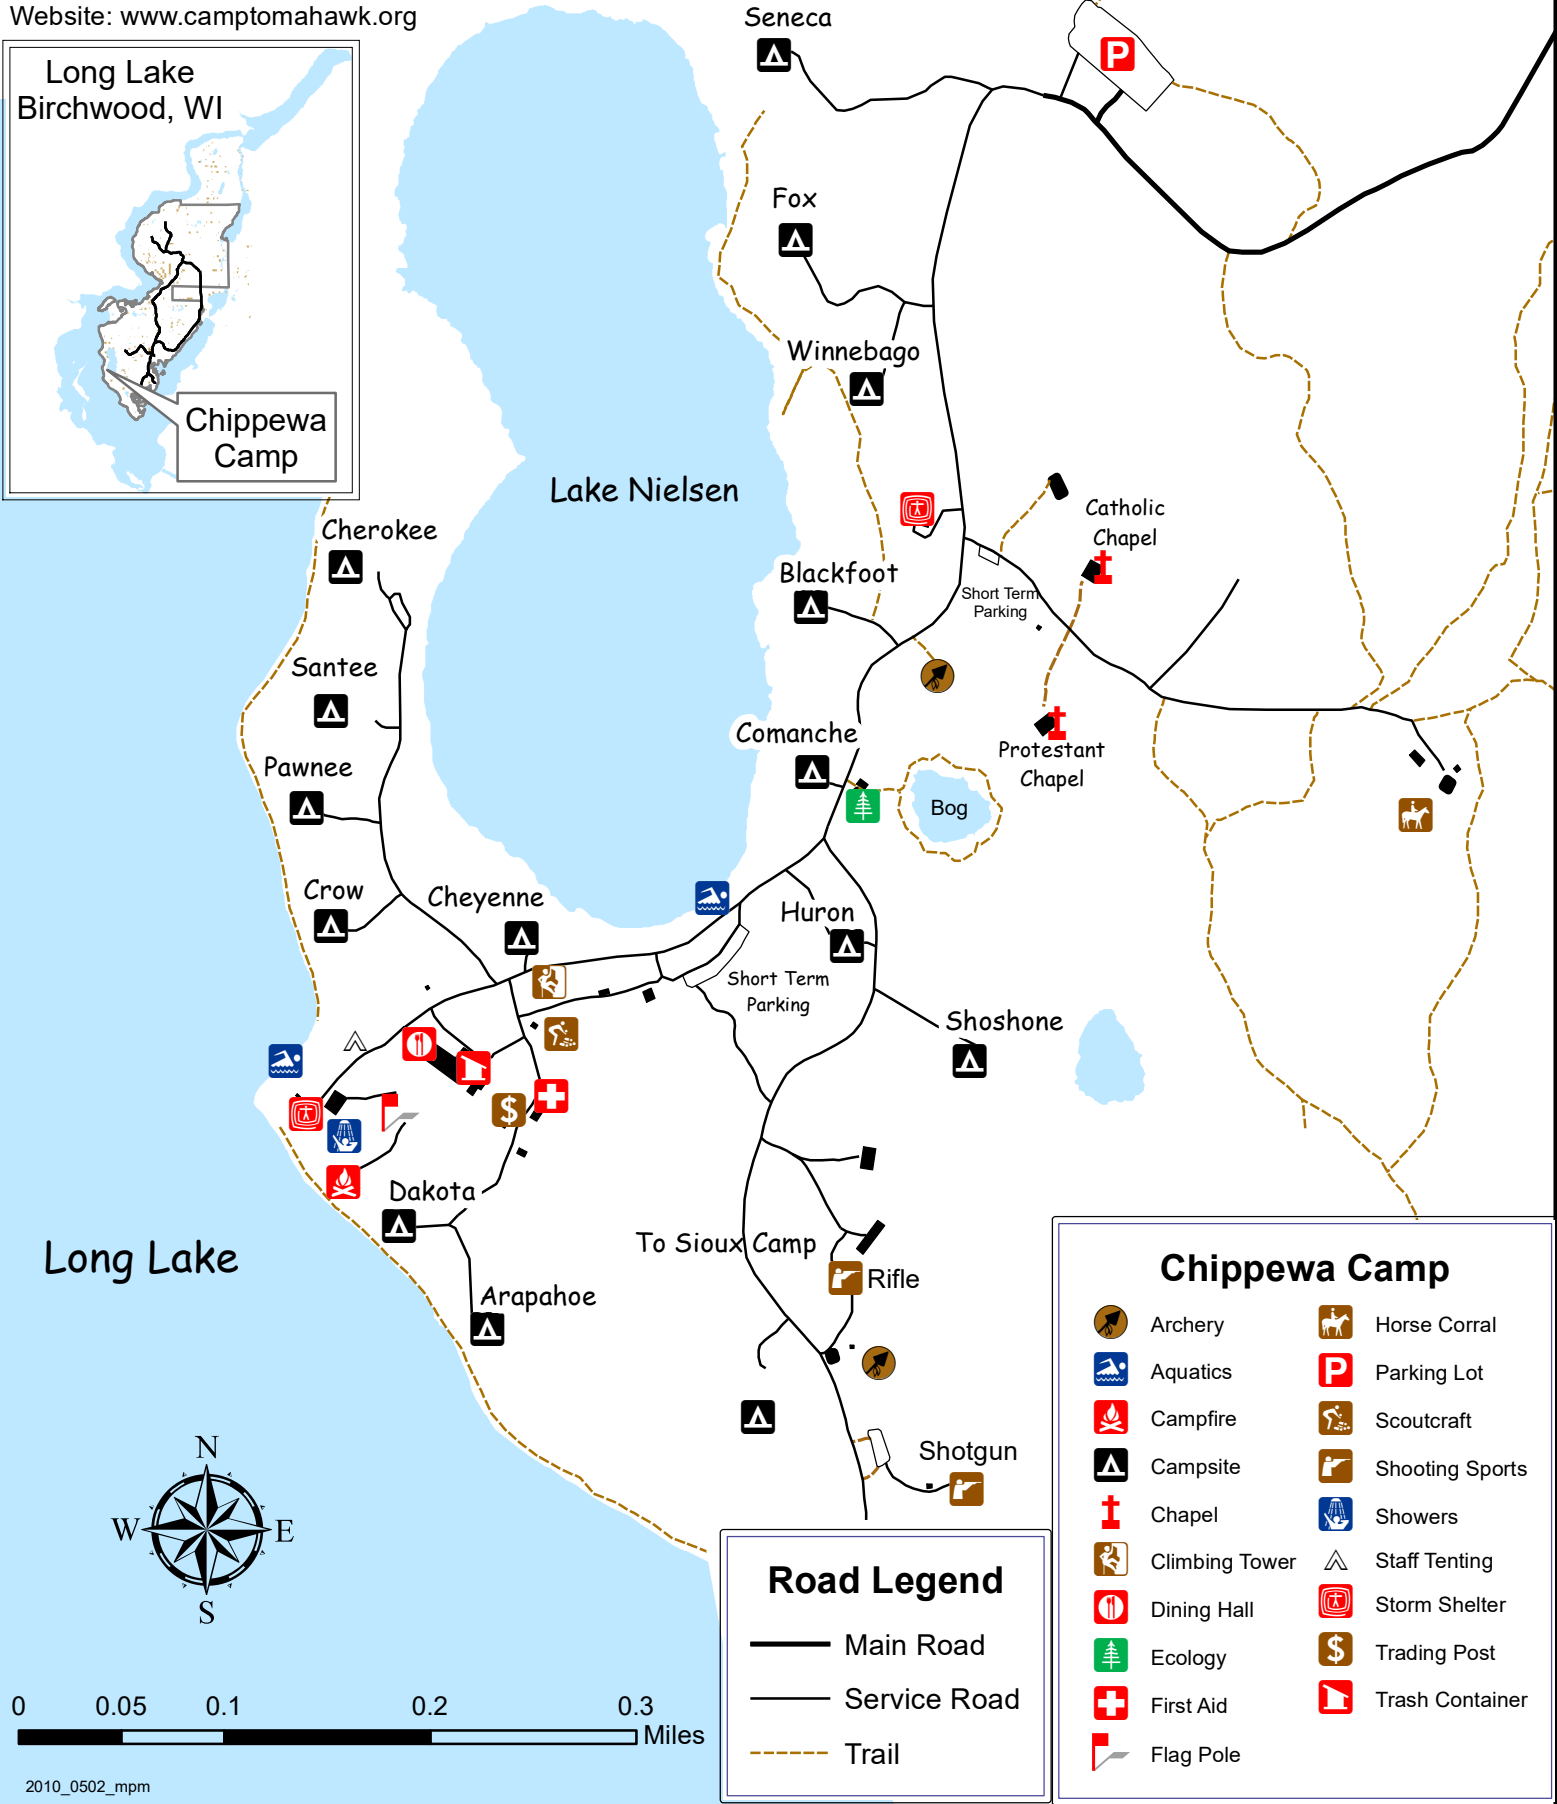 Website: www.camptomahawk.org
Long Lake
Birchwood, WI
Chippewa
Camp
Seneca
P
Fox
Winnebago
Lake Nielsen
Cherokee
Catholic
Chapel
Blackfoot
Short Term
Parking
Santee
Comanche
Protestant
Chapel
Pawnee
Bog
Crow
Cheyenne
Huron
Short Term
Parking
Shoshone
$
Dakota
To Sioux Camp
Rifle
Long Lake
Arapahoe
Shotgun
N
W
E
S
0
0.05
0.1
0.2
0.3
Miles
2010_0502_mpm
Road Legend
Main Road
Service Road
Trail
Chippewa Camp
Archery
Aquatics
Campfire
Campsite
Chapel
Climbing Tower
Dining Hall
Ecology
First Aid
Flag Pole
Horse Corral
P
Parking Lot
Scoutcraft
Shooting Sports
Showers
Staff Tenting
Storm Shelter
$
Trading Post
Trash Container